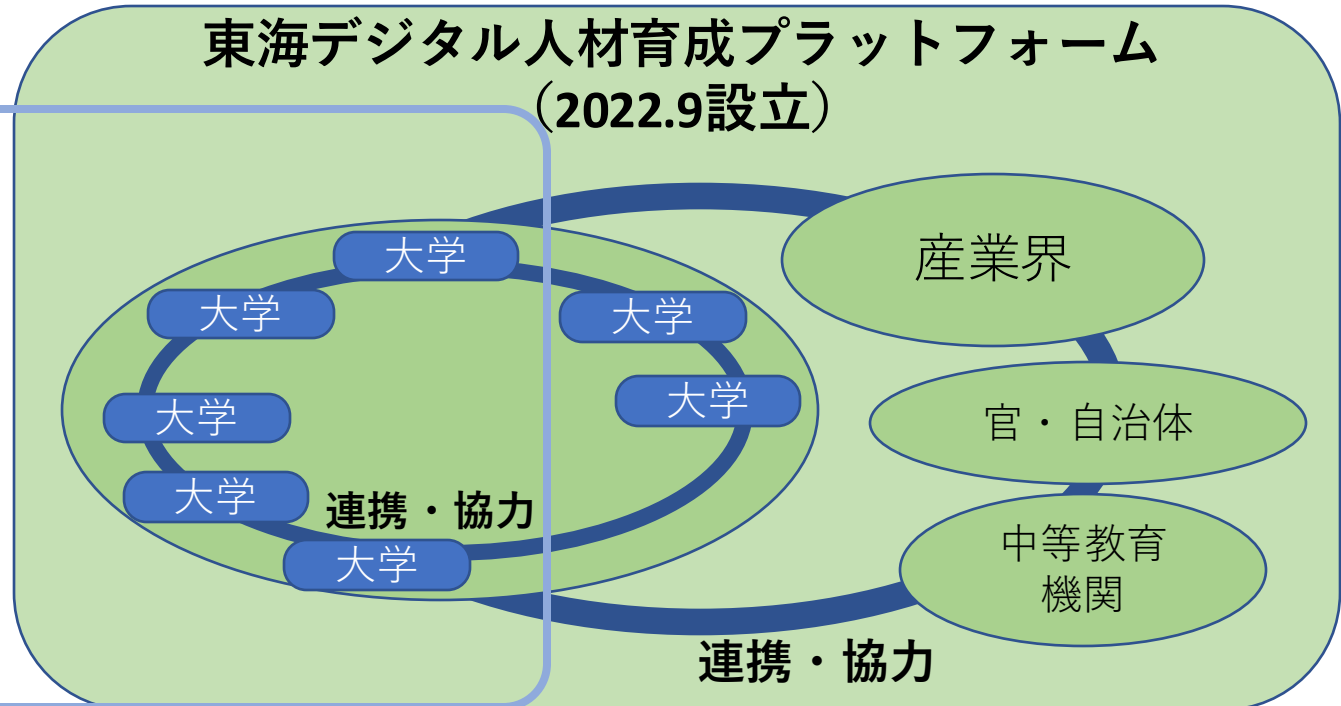 東海デジタル人材育成プラットフォーム
（2022.9設立）
大学
大学
大学
大学
大学
大学
大学
連携・協力
産業界
官・自治体
中等教育
機関
連携・協力